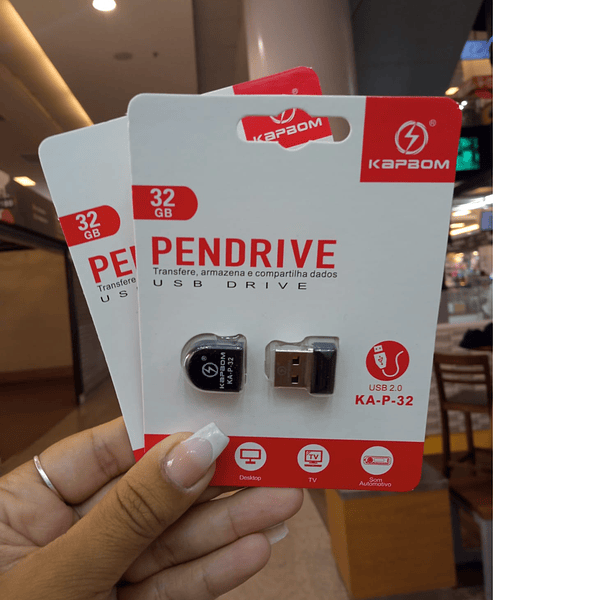 KAPBOM
®
KAPBOM
32
GB
PENDRIVE
Transfere, armazena e compartilha dados
USB DRIVE
®
KAPBOM
KA-P-32
USB 2.0
KA-P-32
Desktop
TV
TV
Som
Automotivo
32
GB
PE
Transfere
US